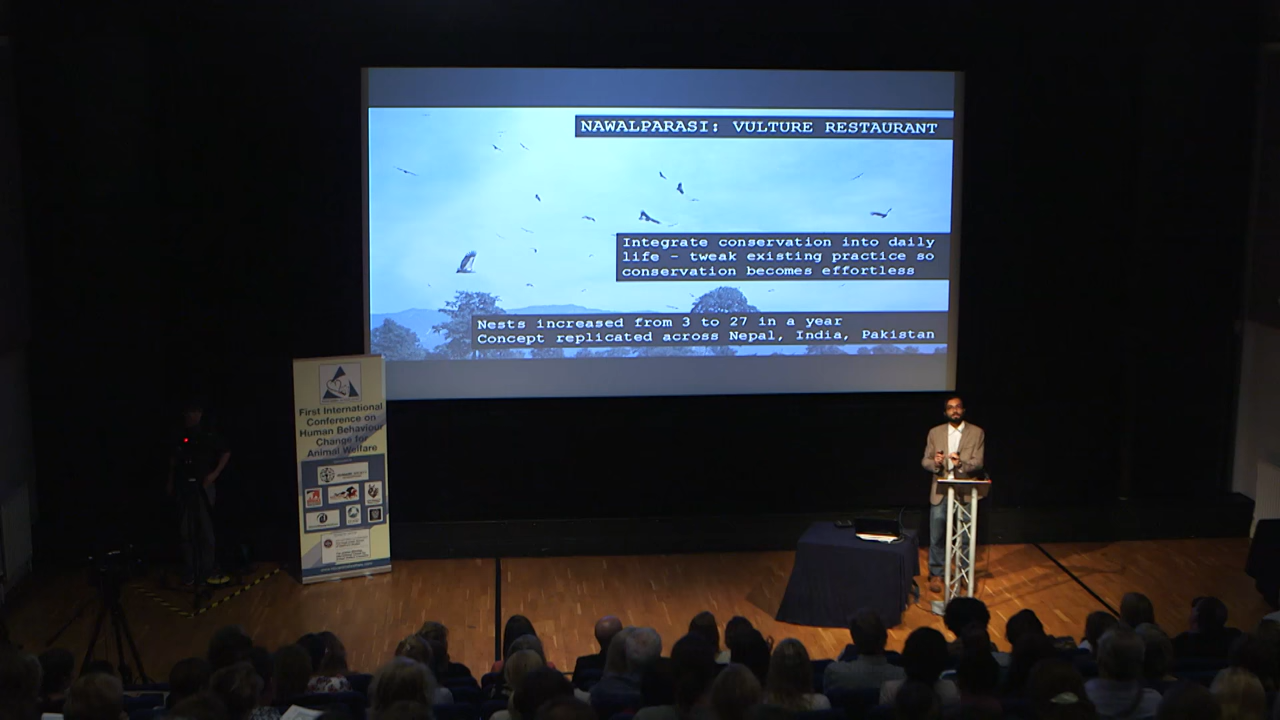 NAWALPARASI: VULTURE RESTAURANT
Integrate conservation into daily
life - tweak existing practice so
conservation becomes effortless
Nests increased from 3 to 27 in a year
Concept replicated across Nepal, India, Pakistan
First International
Conference on
Human Behaviour
Change for
Animal Welfare